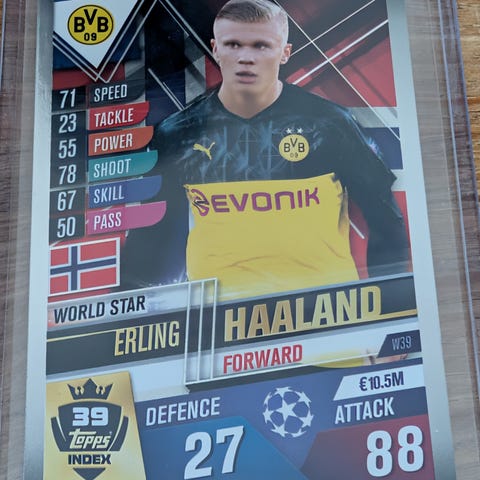 BVB
09
71 SPEED
23 TACKLE
55 POWER
78 SHOOT
67 SKILL
50 PASS
BVB
09
EVONIK
WORLD STAR
ERLING HAALAND
FORWARD
W39
€10.5M
39
Topps
INDEX
DEFENCE
27
ATTACK
88